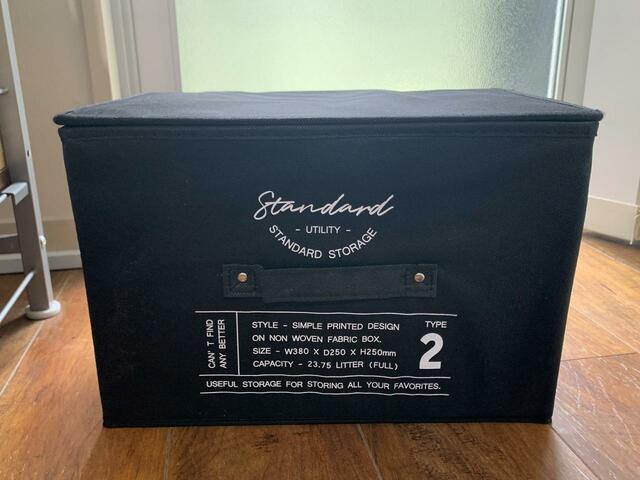 Standard
- UTILITY -
STANDARD STORAGE
CAN'T FIND
ANY BETTER
STYLE - SIMPLE PRINTED DESIGN
ON NON WOVEN FABRIC BOX.
SIZE - W380 X D250 X H250mm
CAPACITY - 23.75 LITTER (FULL)
TYPE
2
USEFUL STORAGE FOR STORING ALL YOUR FAVORITES.